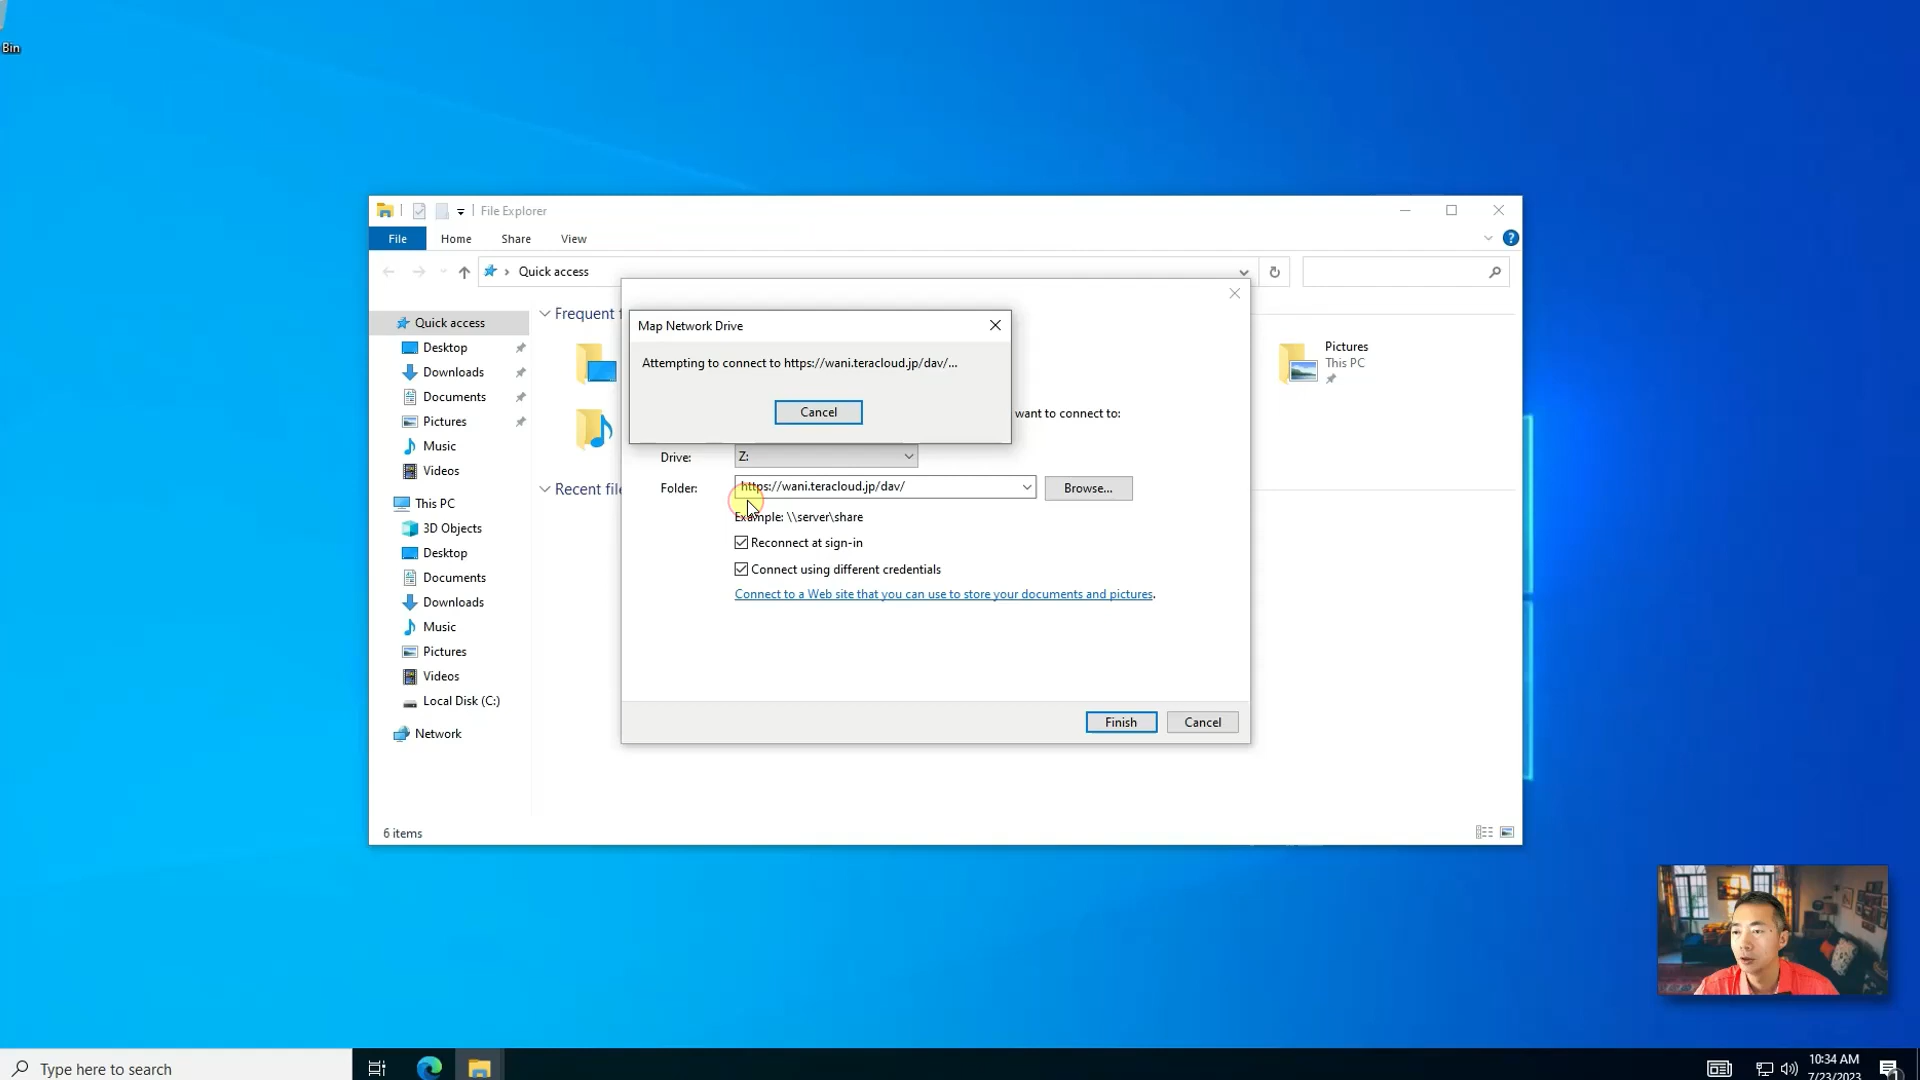 Bin
File Explorer
File
Home
Share
View
Quick access
Quick access
Desktop
Downloads
Documents
Pictures
Music
Videos
This PC
3D Objects
Desktop
Documents
Downloads
Music
Pictures
Videos
Local Disk (C:)
Network
Frequent f
Recent file
Pictures
This PC
Map Network Drive
Attempting to connect to https://wani.teracloud.jp/dav/...
Cancel
want to connect to:
Drive:
Z:
Folder:
https://wani.teracloud.jp/dav/
Browse...
Example: \\server\share
Reconnect at sign-in
Connect using different credentials
Connect to a Web site that you can use to store your documents and pictures.
Finish
Cancel
6 items
Type here to search
10:34 AM
7/23/2023
1